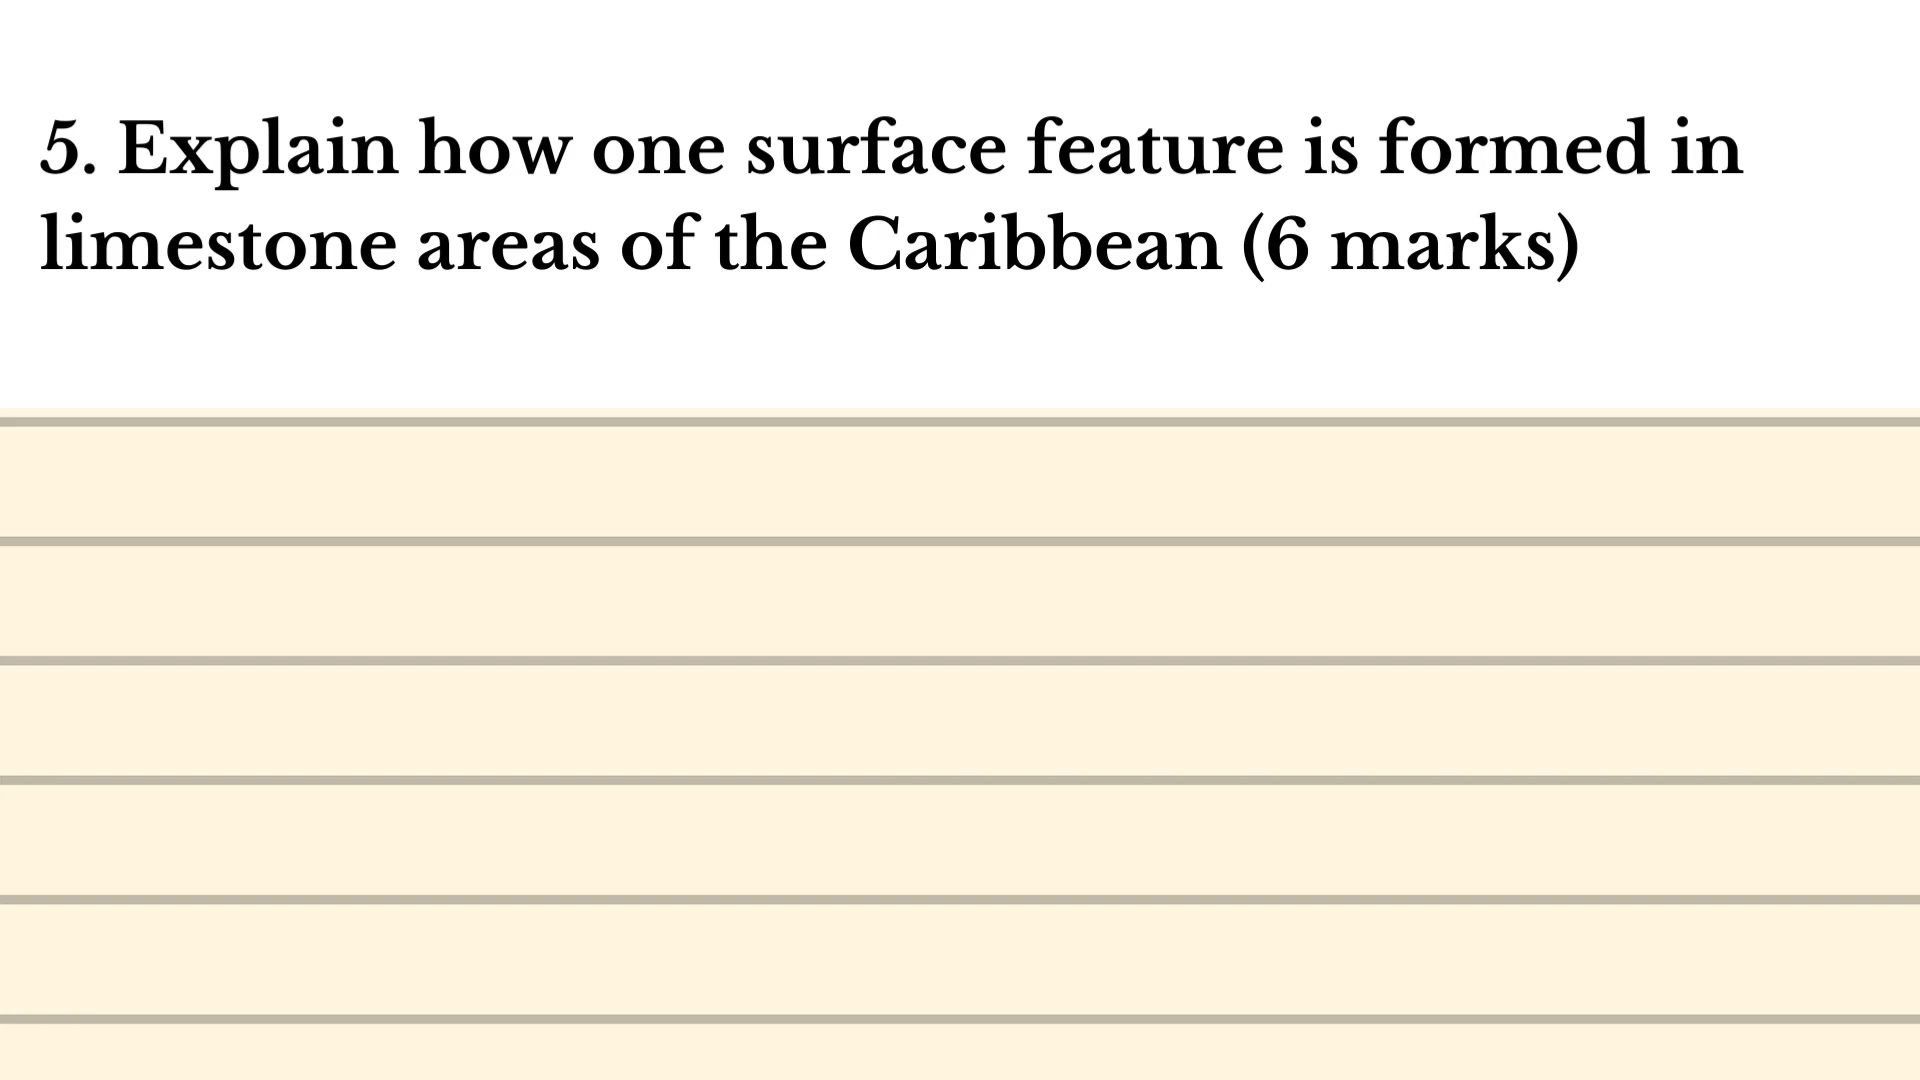 5. Explain how one surface feature is formed in
limestone areas of the Caribbean (6 marks)